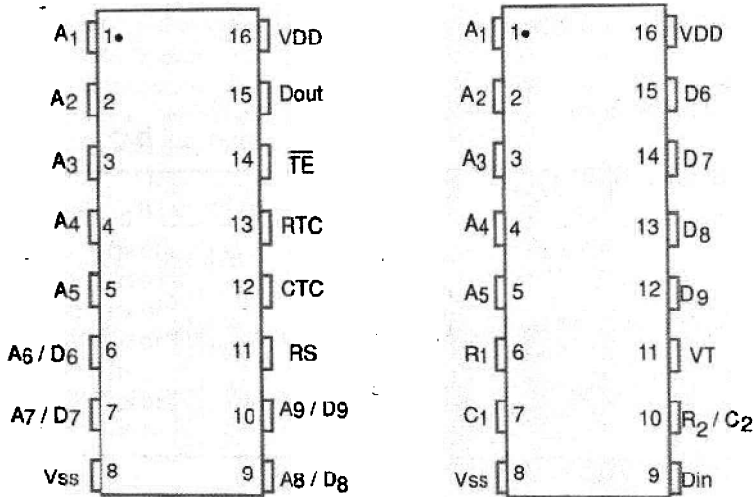 A1 1 16 VDD
A2 2 15 Dout
A3 3 14 TE
A4 4 13 RTC
A5 5 12 CTC
A6 / D6 6 11 RS
A7 / D7 7 10 A9 / D9
Vss 8 9 A8 / D8
A1 1 16 VDD
A2 2 15 D6
A3 3 14 D7
A4 4 13 D8
A5 5 12 D9
R1 6 11 VT
C1 7 10 R2 / C2
Vss 8 9 Din